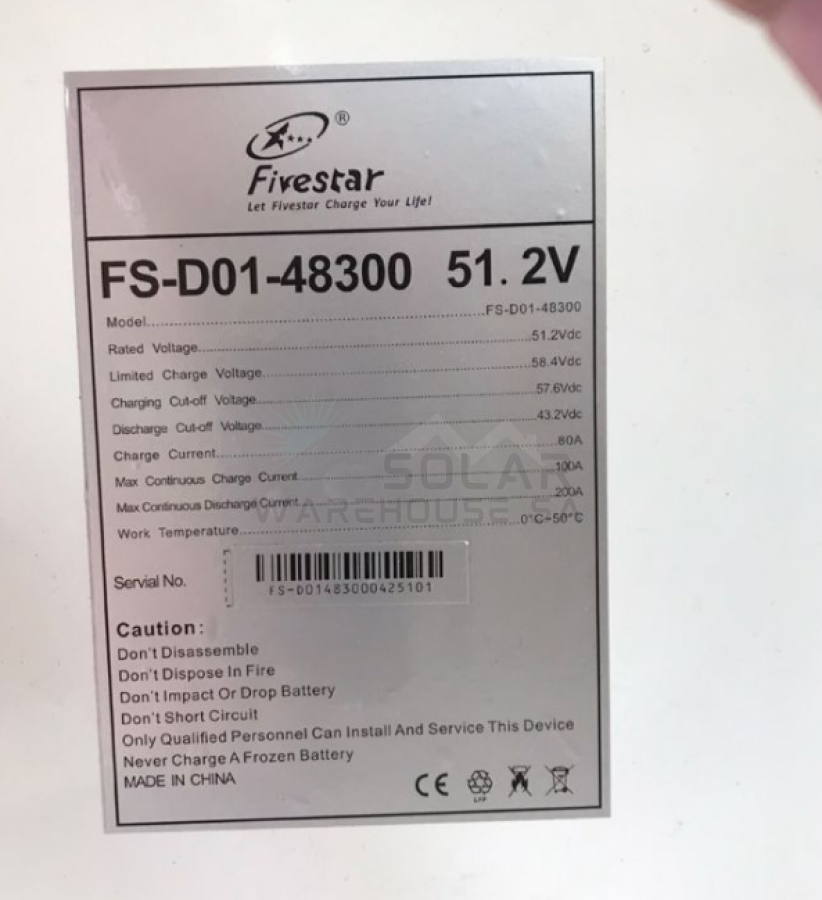 ®
Fivestar
Let Fivestar Charge Your Life!
FS-D01-48300 51.2V
Model...FS-D01-48300
Rated Voltage...51.2Vdc
Limited Charge Voltage...58.4Vdc
Charging Cut-off Voltage...57.6Vdc
Discharge Cut-off Voltage...43.2Vdc
Charge Current...80A
Max Continuous Charge Current...100A
Max Continuous Discharge Current...200A
Work Temperature...0°C~50°C
SOLAR
WAREHOUSE SA
Servial No.
FS-D01483000425101
Caution:
Don't Disassemble
Don't Dispose In Fire
Don't Impact Or Drop Battery
Don't Short Circuit
Only Qualified Personnel Can Install And Service This Device
Never Charge A Frozen Battery
MADE IN CHINA
CE
LFP